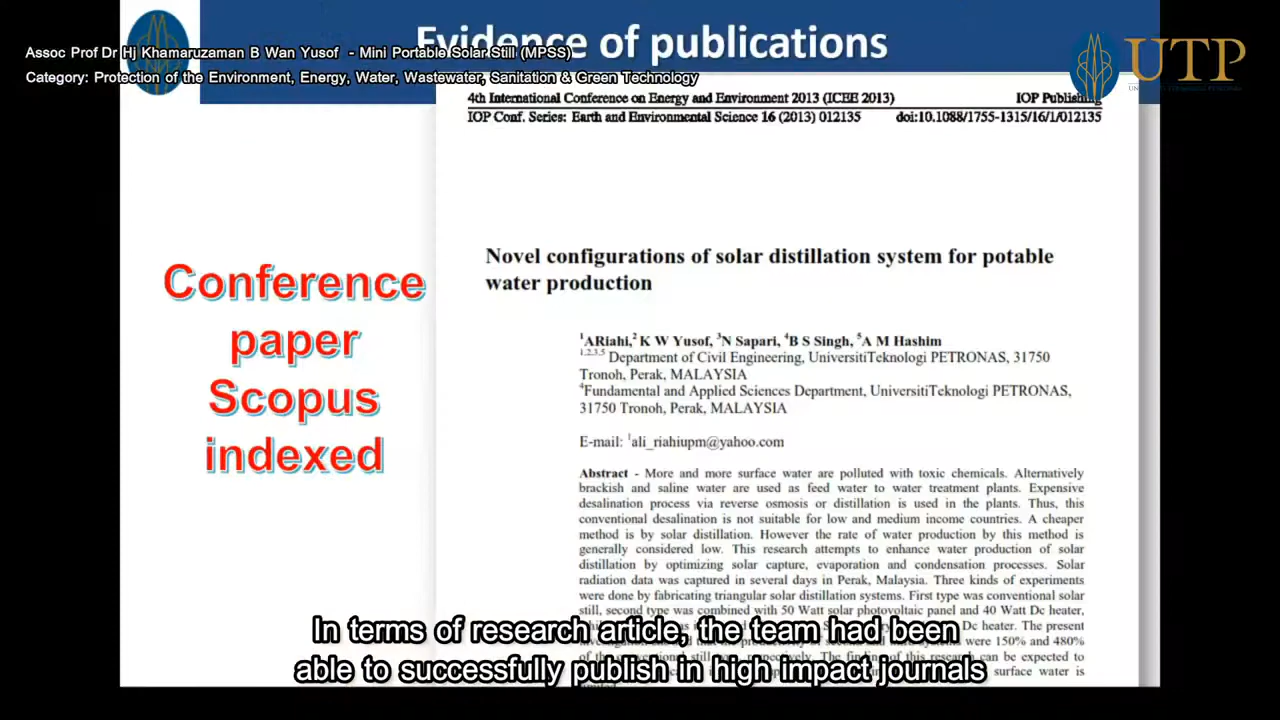 Evidence of publications
Assoc Prof Dr Hj Khamaruzaman B Wan Yusof - Mini Portable Solar Still (MPSS)
Category: Protection of the Environment, Energy, Water, Wastewater, Sanitation & Green Technology
UTP
4th International Conference on Energy and Environment 2013 (ICEE 2013) IOP Publishing
IOP Conf. Series: Earth and Environmental Science 16 (2013) 012135 doi:10.1088/1755-1315/16/1/012135
Conference
paper
Scopus
indexed
Novel configurations of solar distillation system for potable
water production
1ARiahi,2 K W Yusof, 3N Sapari, 4B S Singh, 5A M Hashim
1,2,3,5 Department of Civil Engineering, UniversitiTeknologi PETRONAS, 31750
Tronoh, Perak, MALAYSIA
4Fundamental and Applied Sciences Department, UniversitiTeknologi PETRONAS,
31750 Tronoh, Perak, MALAYSIA
E-mail: 1ali_riahiupm@yahoo.com
Abstract - More and more surface water are polluted with toxic chemicals. Alternatively
brackish and saline water are used as feed water to water treatment plants. Expensive
desalination process via reverse osmosis or distillation is used in the plants. Thus, this
conventional desalination is not suitable for low and medium income countries. A cheaper
method is by solar distillation. However the rate of water production by this method is
generally considered low. This research attempts to enhance water production of solar
distillation by optimizing solar capture, evaporation and condensation processes. Solar
radiation data was captured in several days in Perak, Malaysia. Three kinds of experiments
were done by fabricating triangular solar distillation systems. First type was conventional solar
still, second type was combined with 50 Watt solar photovoltaic panel and 40 Watt Dc heater,
Dc heater. The present
were 150% and 480%
of this research can be expected to
surface water is
In terms of research article, the team had been
able to successfully publish in high impact journals